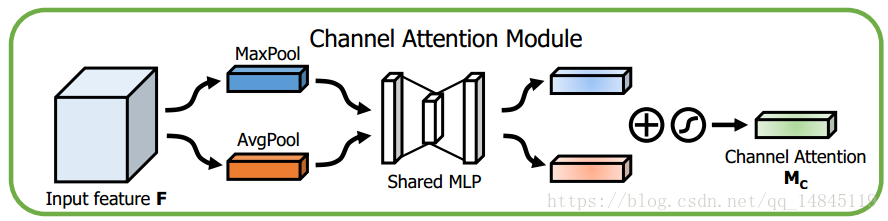 Channel Attention Module
MaxPool
AvgPool
Input feature F
Shared MLP
Channel Attention
Mc
https://blog.csdn.net/qq_14845119